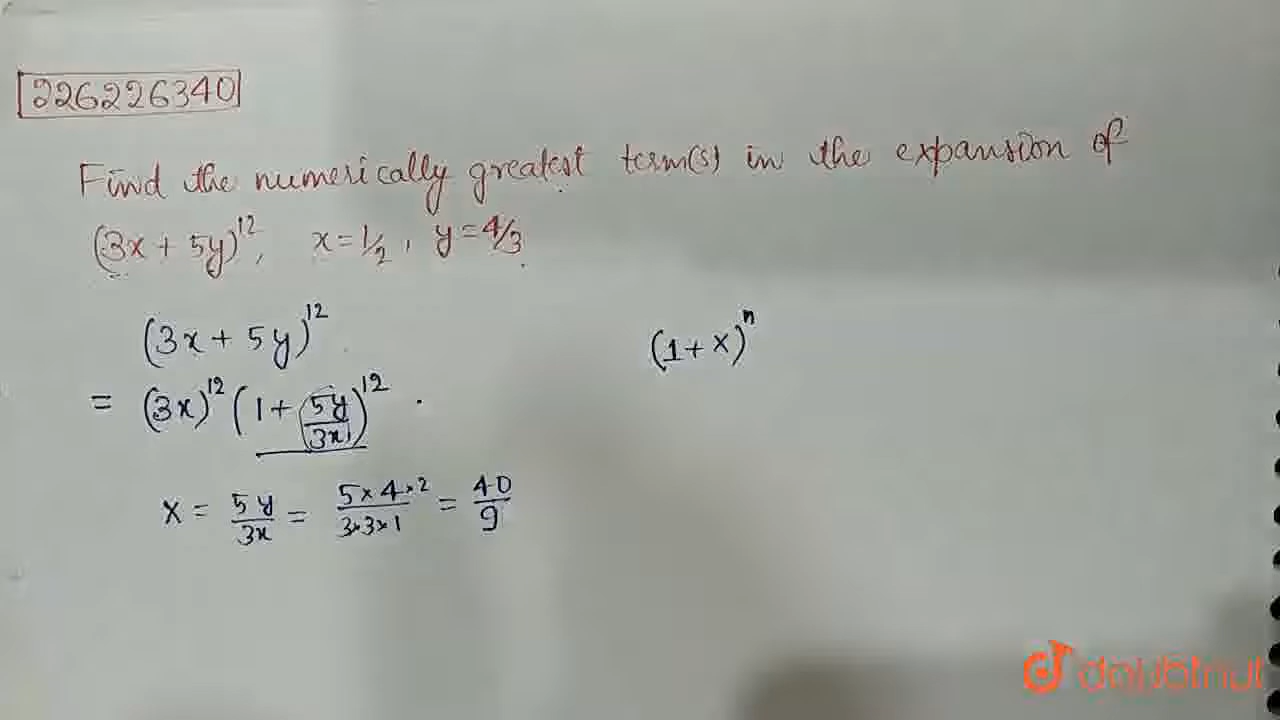 226226340
Find the numerically greatest term(s) in the expansion of
(3x + 5y)^12, x = 1/2, y = 4/3.
(3x + 5y)^12
(1 + x)^n
= (3x)^12 (1 + 5y/3x)^12.
x = 5y/3x = 5×4×2/3×3×1 = 40/9
doubtnut